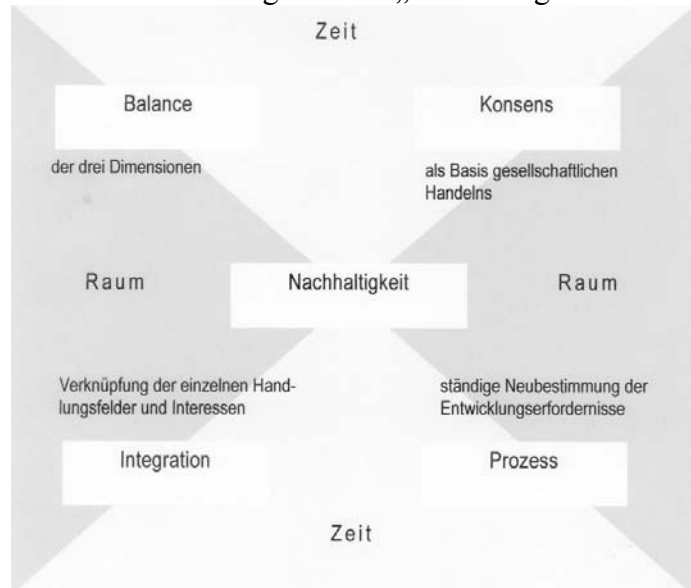 Zeit
Balance
Konsens
der drei Dimensionen
als Basis gesellschaftlichen
Handelns
Raum
Nachhaltigkeit
Raum
Verknüpfung der einzelnen Hand-
lungsfelder und Interessen
ständige Neubestimmung der
Entwicklungserfordernisse
Integration
Prozess
Zeit